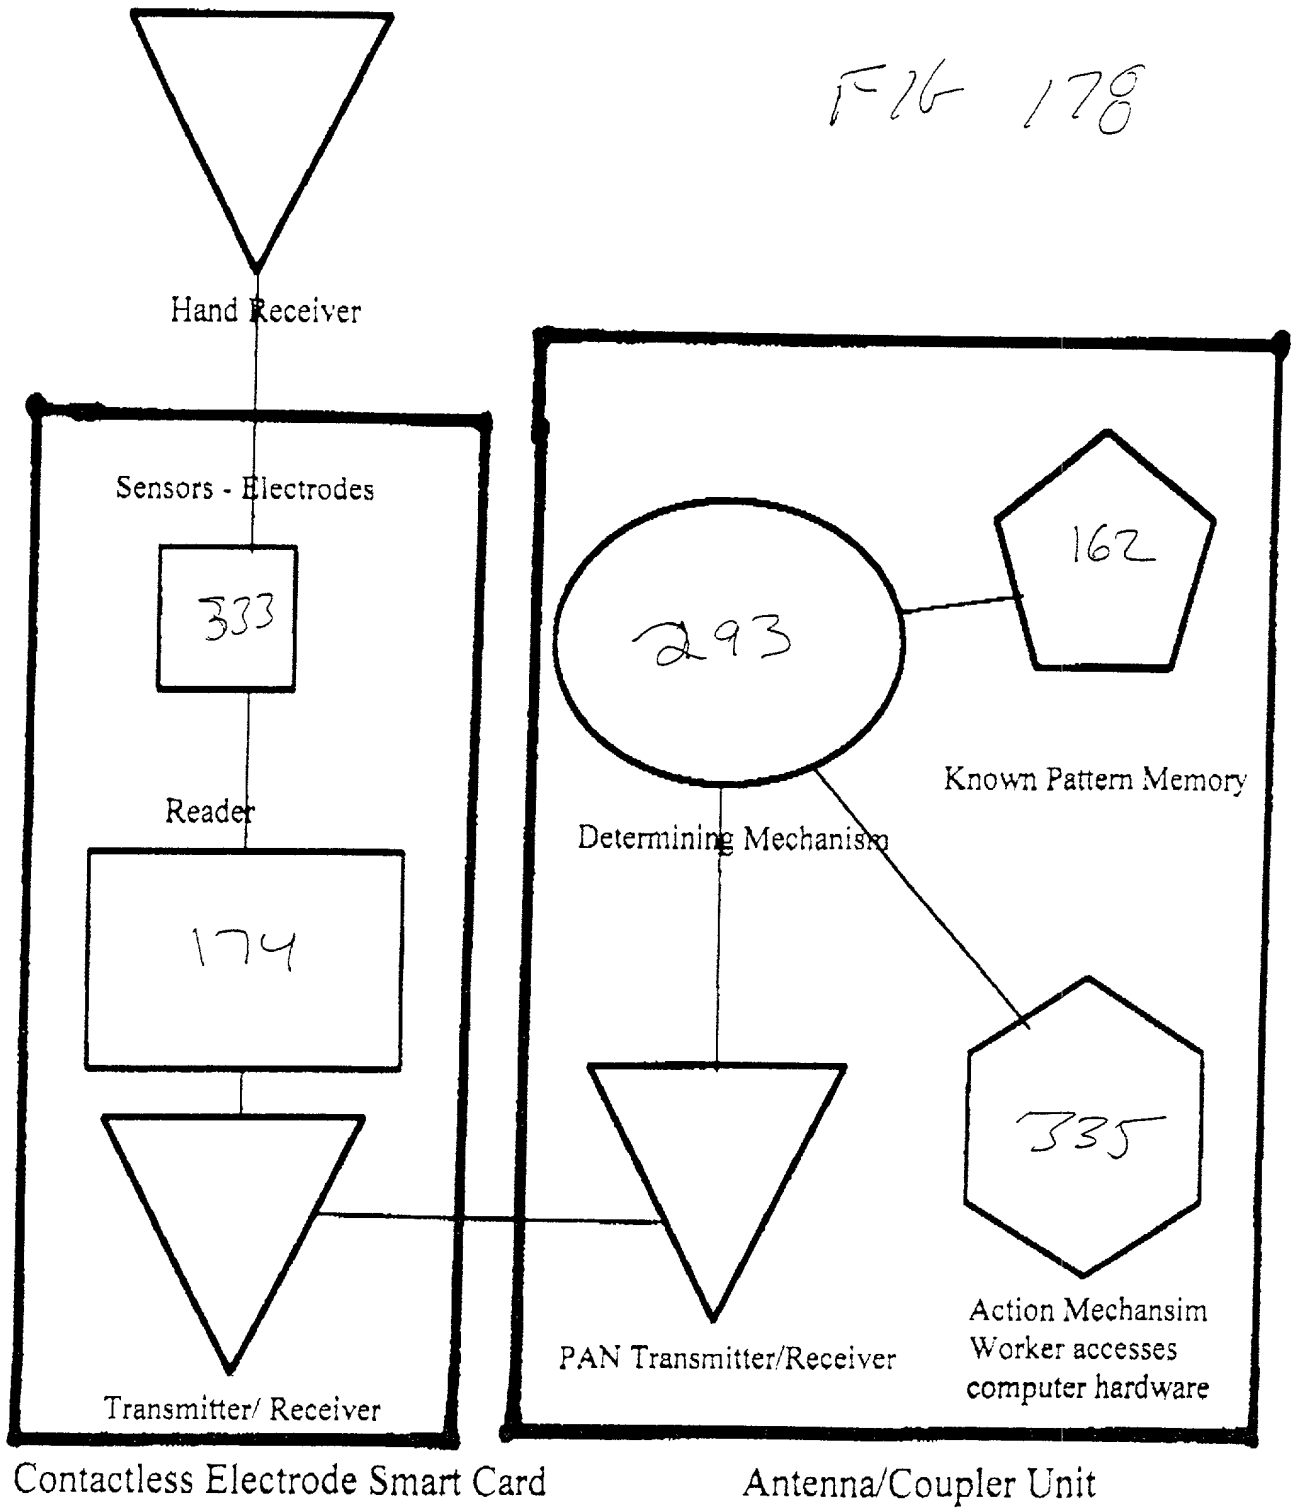 FIG 178
Hand Receiver
Sensors - Electrodes
333
Reader
174
Transmitter/ Receiver
Contactless Electrode Smart Card
162
293
Known Pattern Memory
Determining Mechanism
335
PAN Transmitter/Receiver
Action Mechansim
Worker accesses
computer hardware
Antenna/Coupler Unit